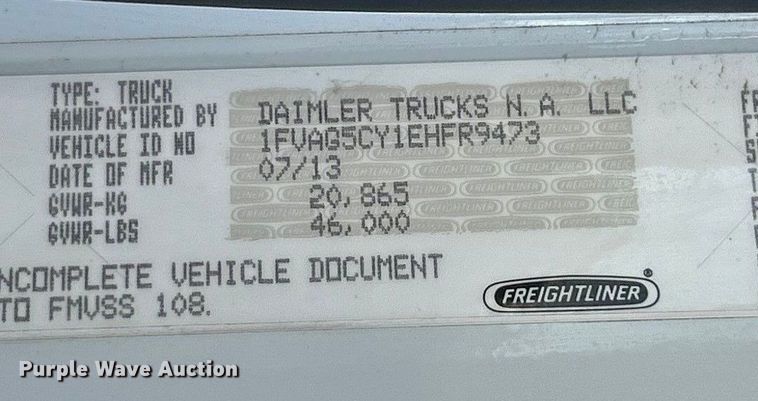 TYPE: TRUCK
MANUFACTURED BY DAIMLER TRUCKS N.A. LLC
VEHICLE ID NO 1FVAG5CY1EHFR9473
DATE OF MFR 07/13
GVWR-KG 20,865
GVWR-LBS 46,000
NCOMPLETE VEHICLE DOCUMENT
TO FMVSS 108.
FREIGHTLINER®
Purple Wave Auction